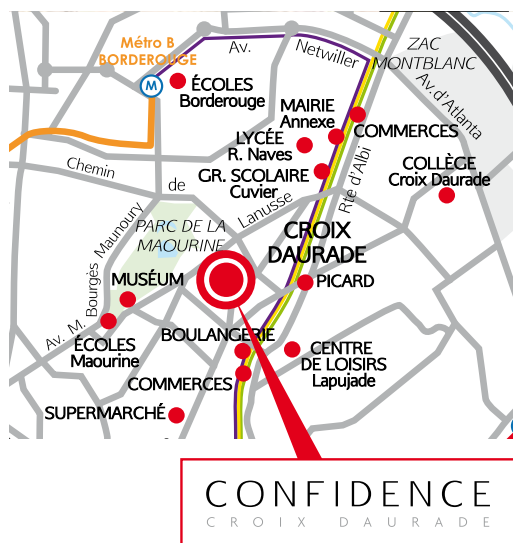 Métro B
BORDEROUGE
M
Av.
Netwiller
ZAC
MONTBLANC
Av.d'Atlanta
ÉCOLES
Borderouge
MAIRIE
Annexe
COMMERCES
LYCÉE
R. Naves
GR. SCOLAIRE
Cuvier
COLLÈGE
Croix Daurade
Chemin
de
Lanusse
Rte d'Albi
PARC DE LA
MAOURINE
CROIX
DAURADE
Av. M. Bourgès Maunoury
MUSÉUM
PICARD
ÉCOLES
Maourine
BOULANGERIE
COMMERCES
CENTRE
DE LOISIRS
Lapujade
SUPERMARCHÉ
CONFIDENCE
CROIX DAURADE